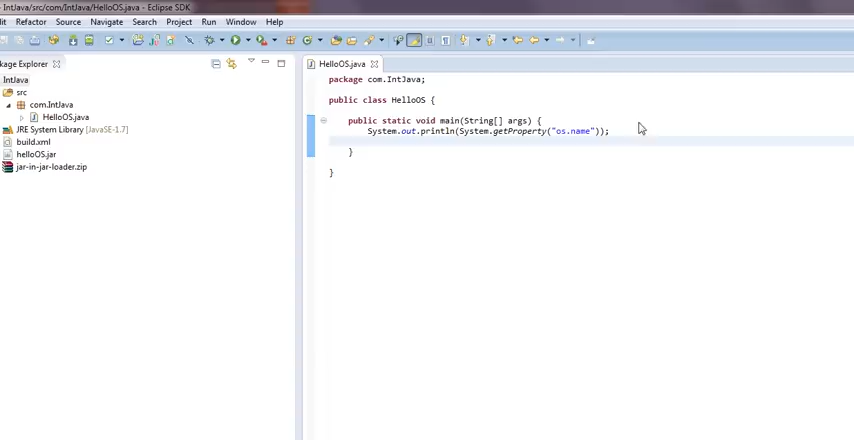 IntJava/src/com/IntJava/HelloOS.java - Eclipse SDK
Refactor Source Navigate Search Project Run Window Help
HelloOS.java
IntJava
src
com.IntJava
HelloOS.java
JRE System Library [JavaSE-1.7]
build.xml
helloOS.jar
jar-in-jar-loader.zip
package com.IntJava;
public class HelloOS {
public static void main(String[] args) {
System.out.println(System.getProperty("os.name"));
}
}